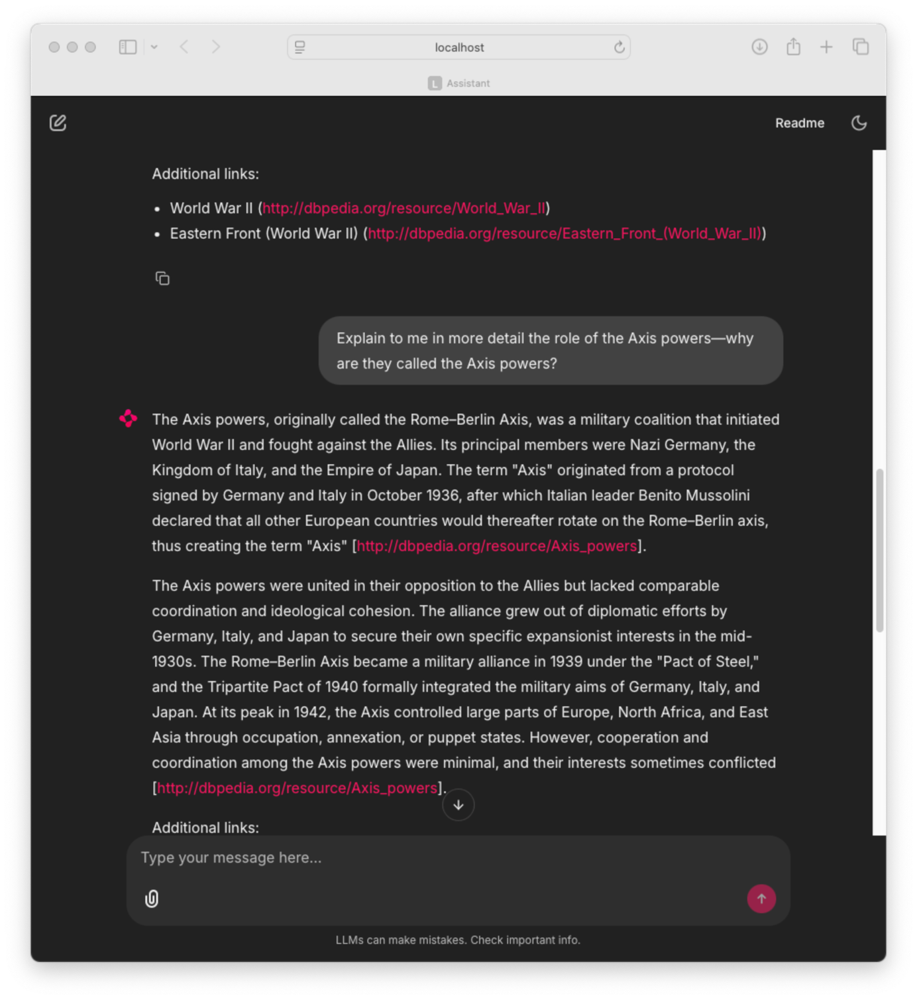 localhost
L Assistant
Readme
Additional links:
• World War II (http://dbpedia.org/resource/World_War_II)
• Eastern Front (World War II) (http://dbpedia.org/resource/Eastern_Front_(World_War_II))
Explain to me in more detail the role of the Axis powers—why
are they called the Axis powers?
The Axis powers, originally called the Rome–Berlin Axis, was a military coalition that initiated
World War II and fought against the Allies. Its principal members were Nazi Germany, the
Kingdom of Italy, and the Empire of Japan. The term "Axis" originated from a protocol
signed by Germany and Italy in October 1936, after which Italian leader Benito Mussolini
declared that all other European countries would thereafter rotate on the Rome–Berlin axis,
thus creating the term "Axis" [http://dbpedia.org/resource/Axis_powers].
The Axis powers were united in their opposition to the Allies but lacked comparable
coordination and ideological cohesion. The alliance grew out of diplomatic efforts by
Germany, Italy, and Japan to secure their own specific expansionist interests in the mid-
1930s. The Rome–Berlin Axis became a military alliance in 1939 under the "Pact of Steel,"
and the Tripartite Pact of 1940 formally integrated the military aims of Germany, Italy, and
Japan. At its peak in 1942, the Axis controlled large parts of Europe, North Africa, and East
Asia through occupation, annexation, or puppet states. However, cooperation and
coordination among the Axis powers were minimal, and their interests sometimes conflicted
[http://dbpedia.org/resource/Axis_powers].
Additional links:
Type your message here...
LLMs can make mistakes. Check important info.